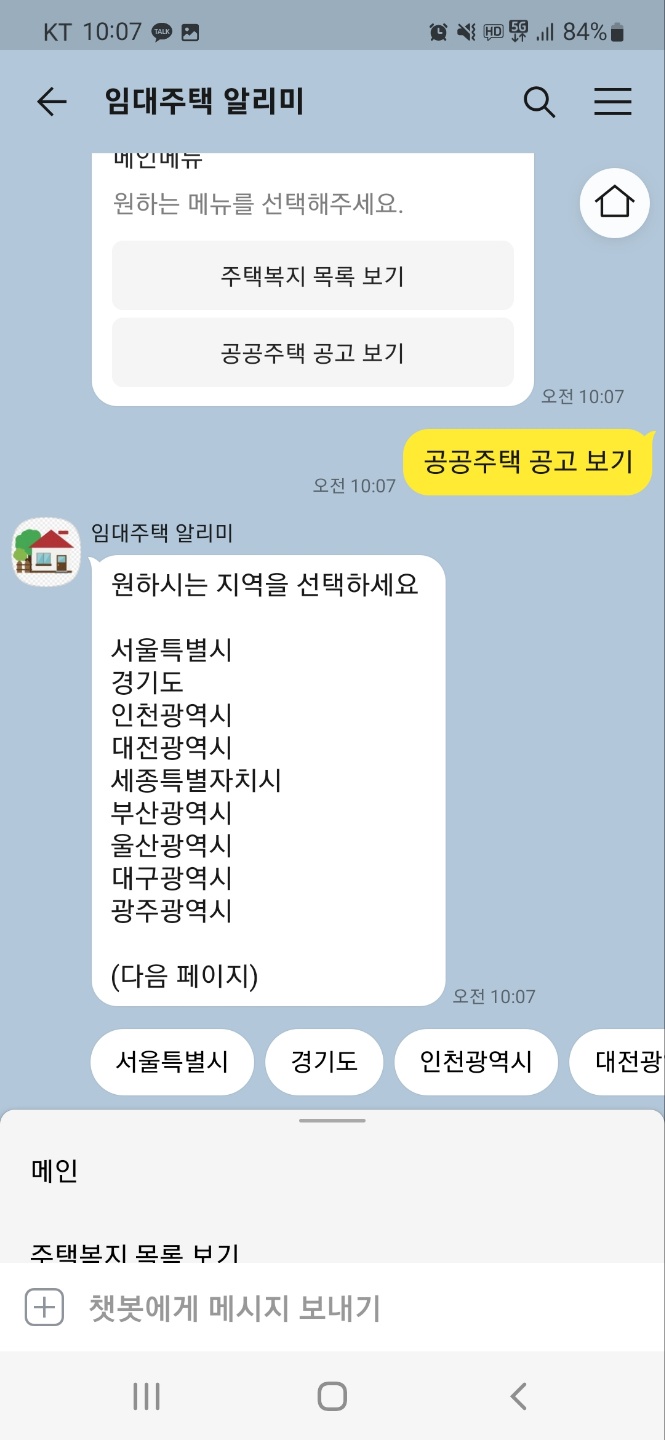 KT 10:07 TALK HD 5G 84%
임대주택 알리미
메인메뉴
원하는 메뉴를 선택해주세요.
주택복지 목록 보기
공공주택 공고 보기
오전 10:07
공공주택 공고 보기
오전 10:07
임대주택 알리미
원하시는 지역을 선택하세요
서울특별시
경기도
인천광역시
대전광역시
세종특별자치시
부산광역시
울산광역시
대구광역시
광주광역시
(다음 페이지)
오전 10:07
서울특별시 경기도 인천광역시 대전광
메인
주택복지 목록 보기
챗봇에게 메시지 보내기